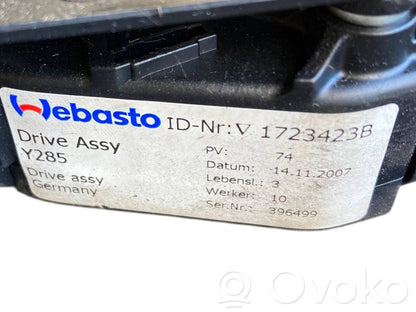 Webasto ID-Nr: V 1723423B
Drive Assy
Y285
Drive assy
Germany
PV: 74
Datum: 14.11.2007
Lebensl.: 3
Werker: 10
Ser.Nr.: 396499
Ovoko